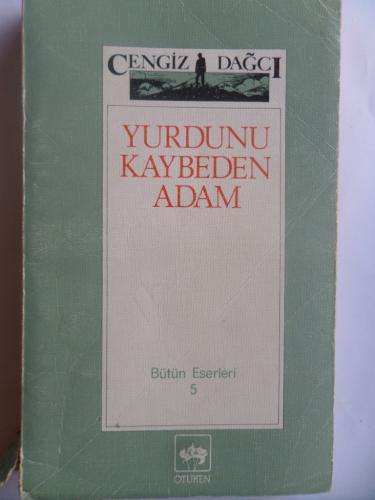 CENGİZ DAĞCI
YURDUNU
KAYBEDEN
ADAM
Bütün Eserleri
5
ÖTÜKEN